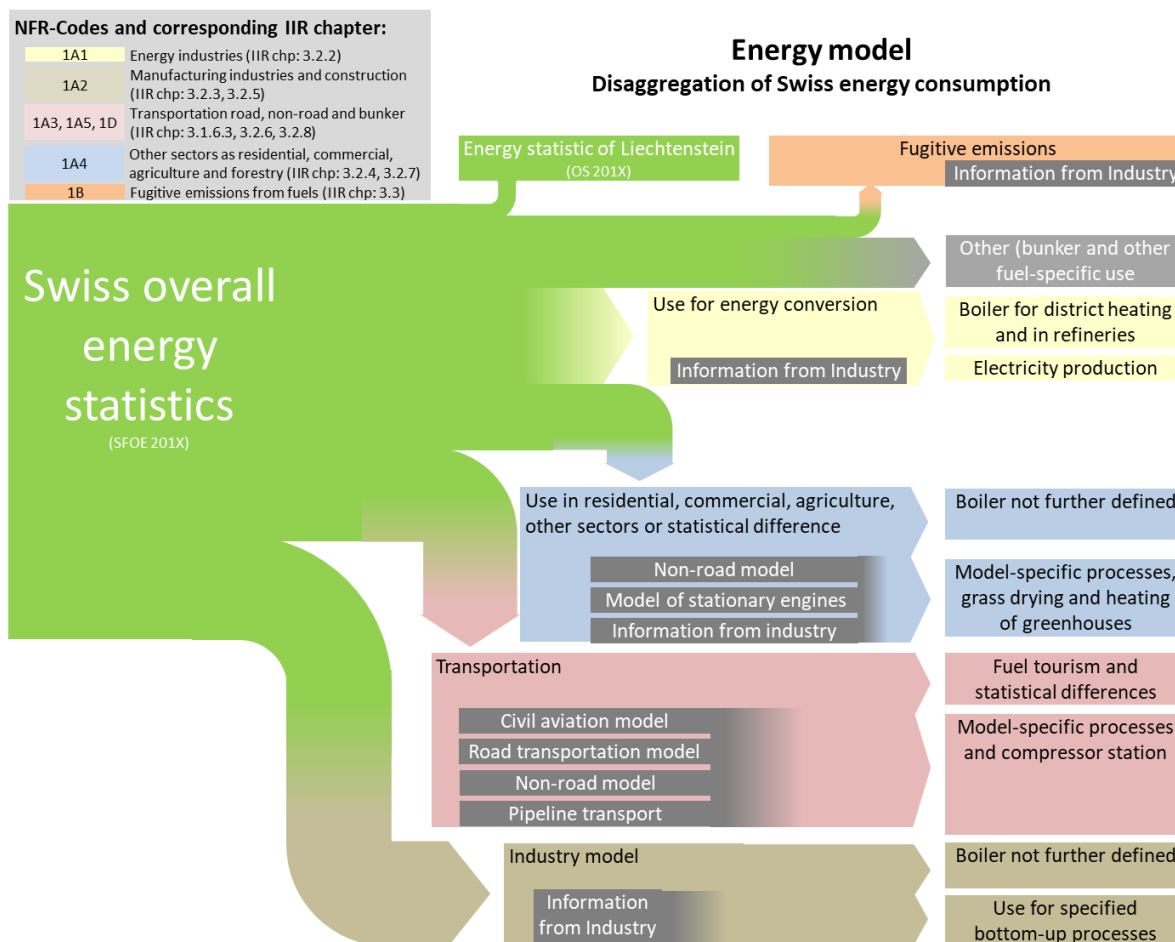 NFR-Codes and corresponding IIR chapter:
1A1 Energy industries (IIR chp: 3.2.2)
1A2 Manufacturing industries and construction
(IIR chp: 3.2.3, 3.2.5)
1A3, 1A5, 1D Transportation road, non-road and bunker
(IIR chp: 3.1.6.3, 3.2.6, 3.2.8)
1A4 Other sectors as residential, commercial,
agriculture and forestry (IIR chp: 3.2.4, 3.2.7)
1B Fugitive emissions from fuels (IIR chp: 3.3)
Energy model
Disaggregation of Swiss energy consumption
Energy statistic of Liechtenstein
(OS 201X)
Fugitive emissions
Information from Industry
Swiss overall
energy
statistics
(SFOE 201X)
Other (bunker and other
fuel-specific use
Use for energy conversion
Information from Industry
Boiler for district heating
and in refineries
Electricity production
Use in residential, commercial, agriculture,
other sectors or statistical difference
Non-road model
Model of stationary engines
Information from industry
Boiler not further defined
Model-specific processes,
grass drying and heating
of greenhouses
Transportation
Civil aviation model
Road transportation model
Non-road model
Pipeline transport
Fuel tourism and
statistical differences
Model-specific processes
and compressor station
Industry model
Information
from Industry
Boiler not further defined
Use for specified
bottom-up processes